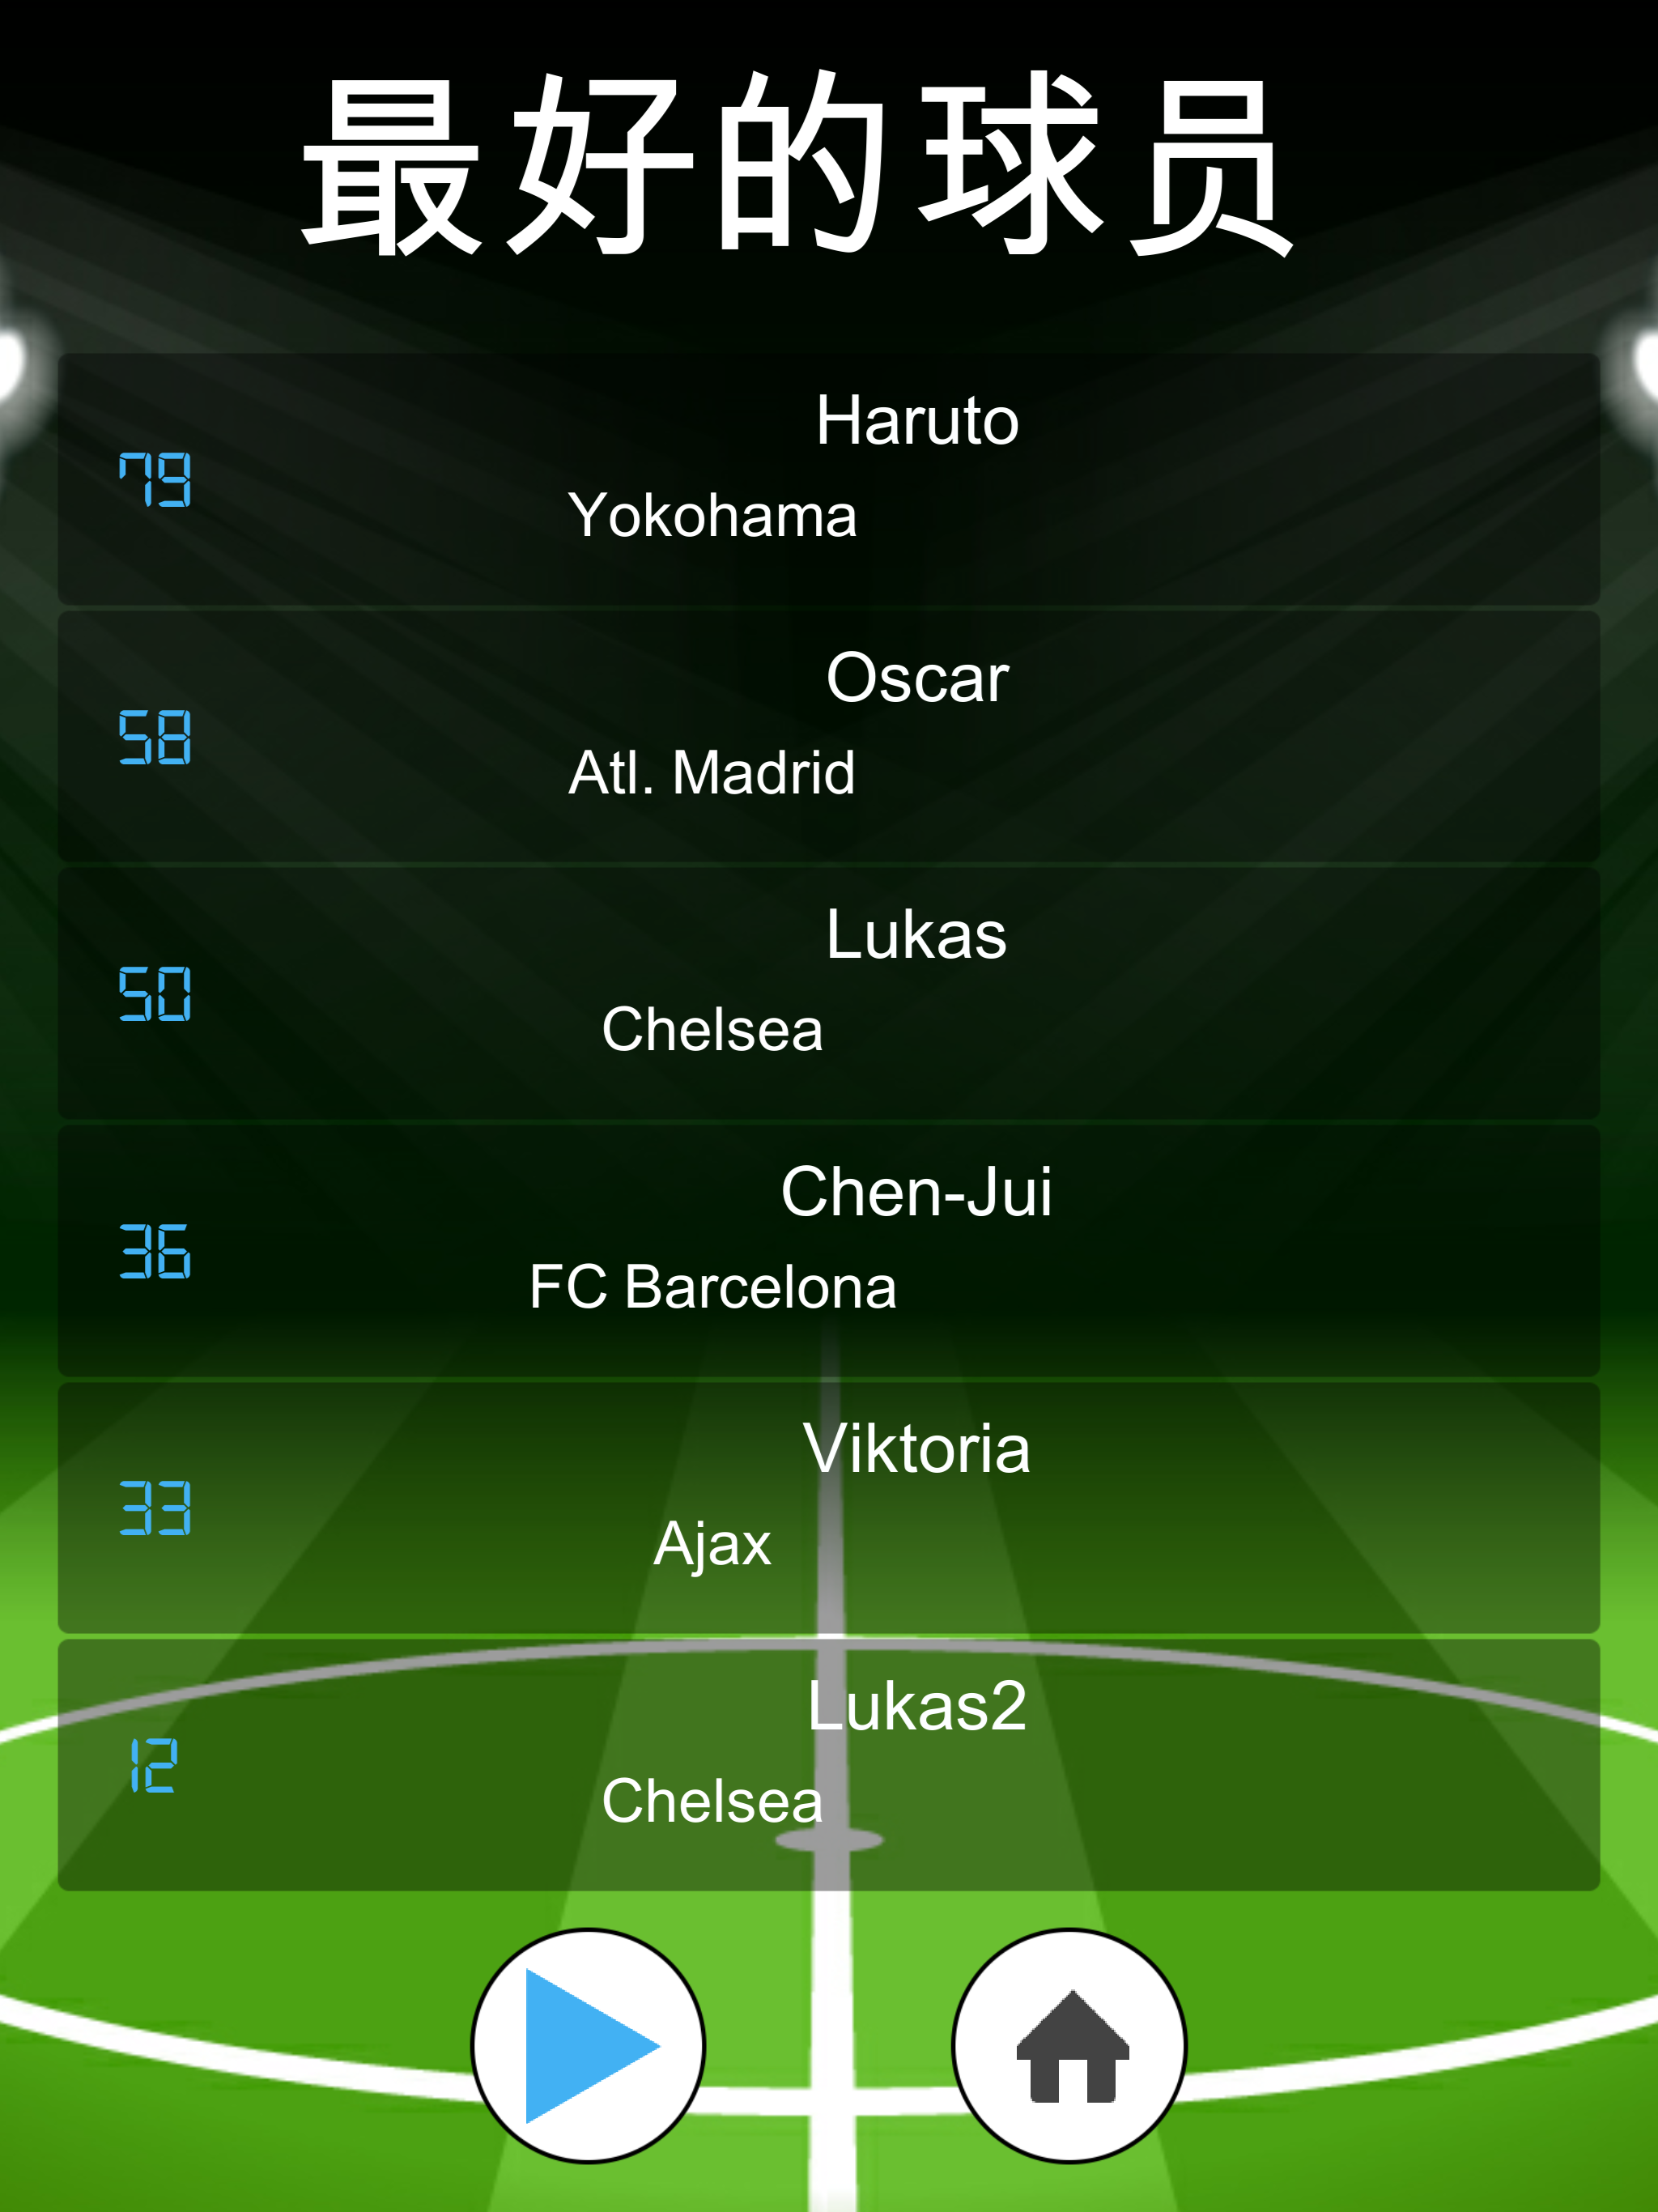 最好的球员
Haruto
79
Yokohama
Oscar
58
Atl. Madrid
Lukas
50
Chelsea
Chen-Jui
36
FC Barcelona
Viktoria
33
Ajax
Lukas2
12
Chelsea